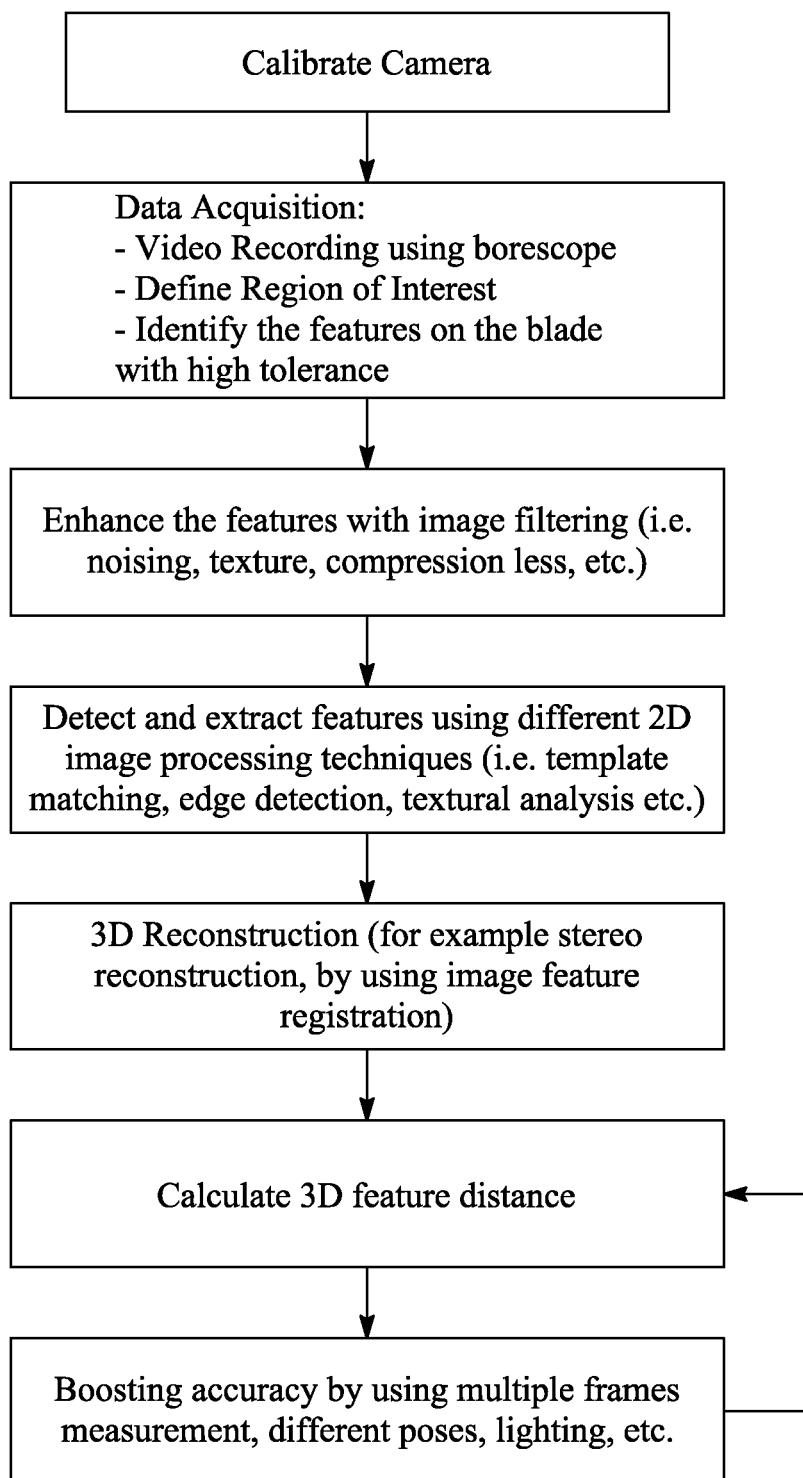 Calibrate Camera
Data Acquisition:
- Video Recording using borescope
- Define Region of Interest
- Identify the features on the blade
with high tolerance
Enhance the features with image filtering (i.e.
noising, texture, compression less, etc.)
Detect and extract features using different 2D
image processing techniques (i.e. template
matching, edge detection, textural analysis etc.)
3D Reconstruction (for example stereo
reconstruction, by using image feature
registration)
Calculate 3D feature distance
Boosting accuracy by using multiple frames
measurement, different poses, lighting, etc.